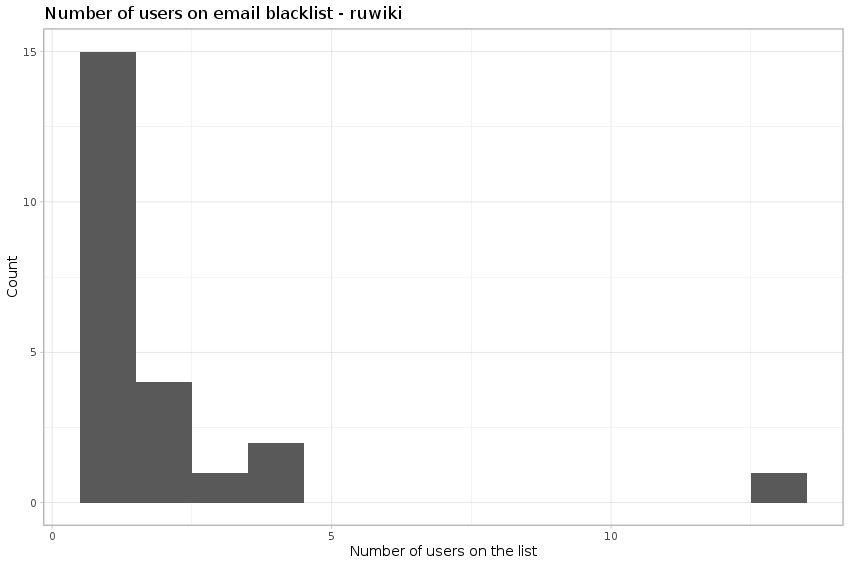 Number of users on email blacklist - ruwiki
Count
15
10
5
0
0 5 10
Number of users on the list